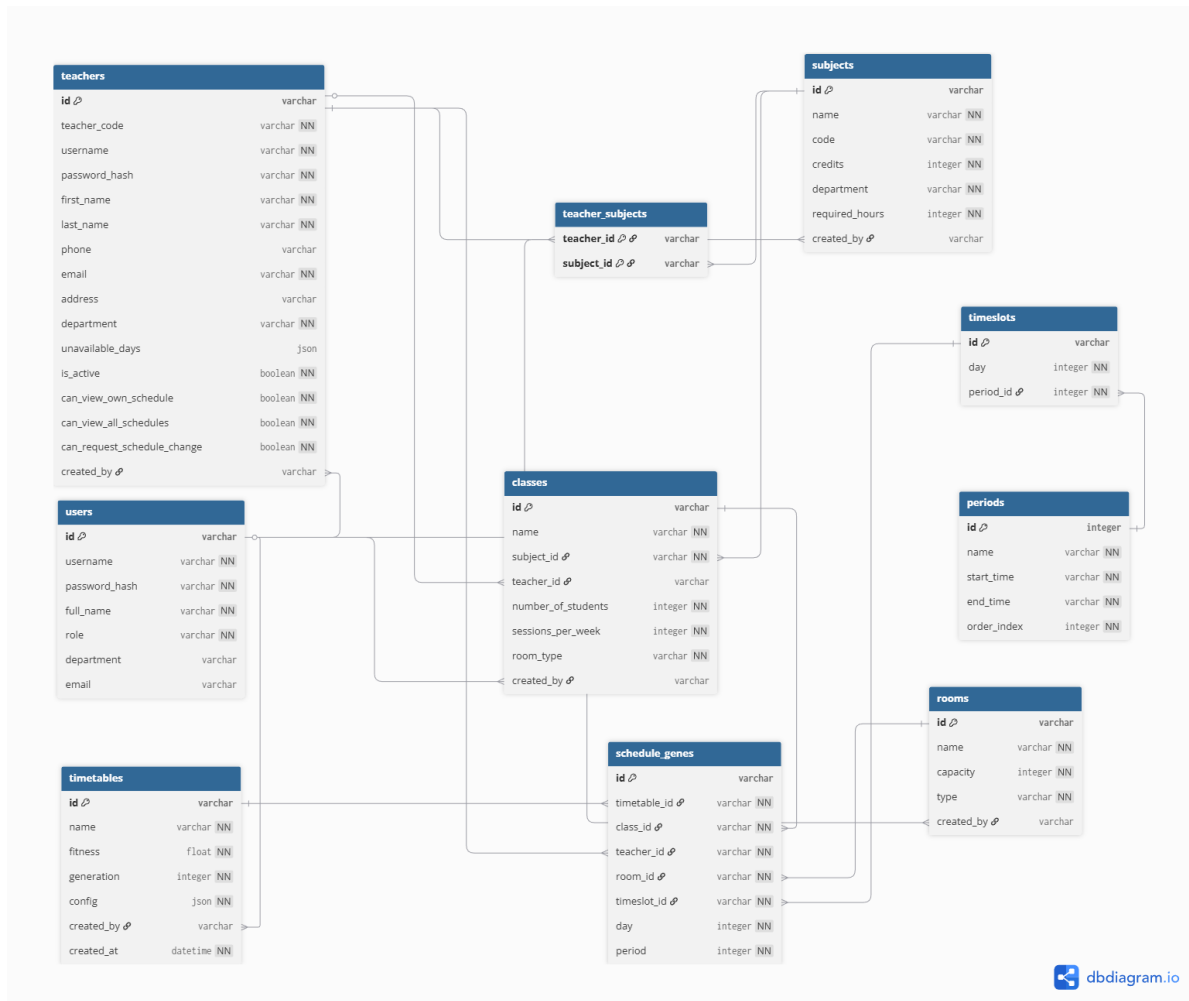 teachers
id varchar
teacher_code varchar NN
username varchar NN
password_hash varchar NN
first_name varchar NN
last_name varchar NN
phone varchar
email varchar NN
address varchar
department varchar NN
unavailable_days json
is_active boolean NN
can_view_own_schedule boolean NN
can_view_all_schedules boolean NN
can_request_schedule_change boolean NN
created_by varchar
subjects
id varchar
name varchar NN
code varchar NN
credits integer NN
department varchar NN
required_hours integer NN
created_by varchar
teacher_subjects
teacher_id varchar
subject_id varchar
timeslots
id varchar
day integer NN
period_id integer NN
classes
id varchar
name varchar NN
subject_id varchar NN
teacher_id varchar
number_of_students integer NN
sessions_per_week integer NN
room_type varchar NN
created_by varchar
periods
id integer
name varchar NN
start_time varchar NN
end_time varchar NN
order_index integer NN
users
id varchar
username varchar NN
password_hash varchar NN
full_name varchar NN
role varchar NN
department varchar
email varchar
rooms
id varchar
name varchar NN
capacity integer NN
type varchar NN
created_by varchar
schedule_genes
id varchar
timetable_id varchar NN
class_id varchar NN
teacher_id varchar NN
room_id varchar NN
timeslot_id varchar NN
day integer NN
period integer NN
timetables
id varchar
name varchar NN
fitness float NN
generation integer NN
config json NN
created_by varchar
created_at datetime NN
dbdiagram.io